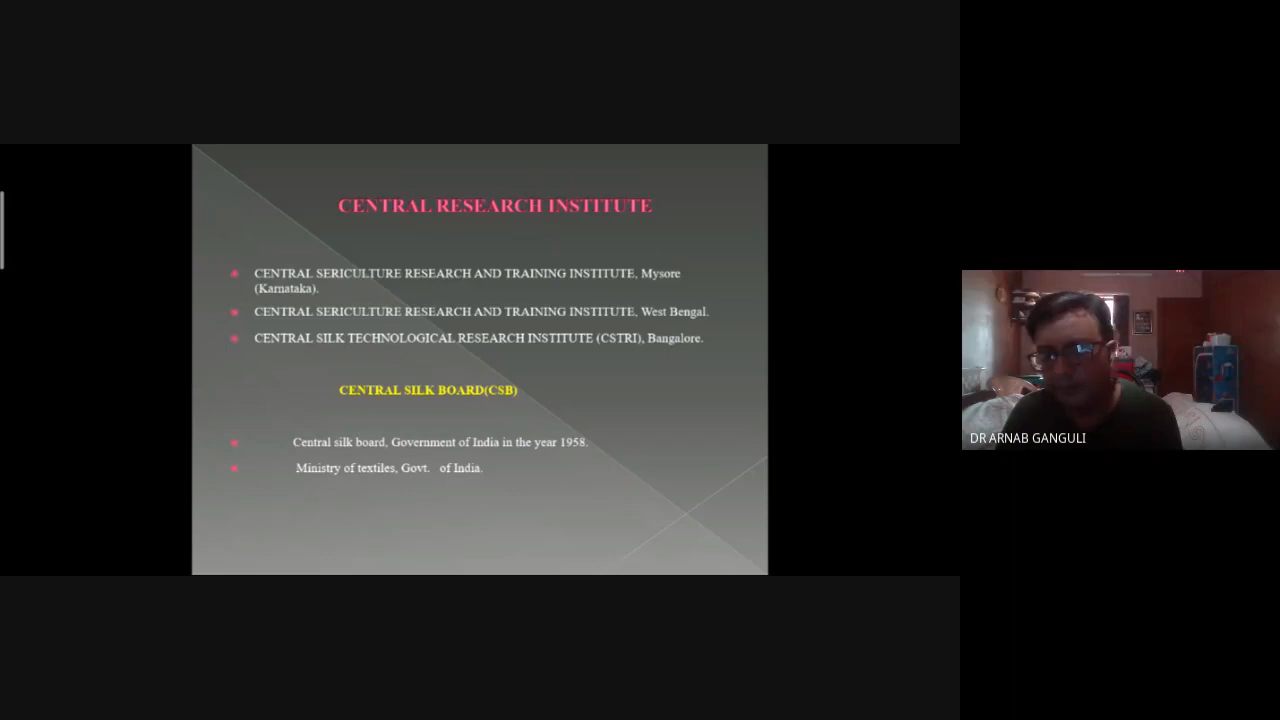 CENTRAL RESEARCH INSTITUTE
CENTRAL SERICULTURE RESEARCH AND TRAINING INSTITUTE, Mysore
(Karnataka).
CENTRAL SERICULTURE RESEARCH AND TRAINING INSTITUTE, West Bengal.
CENTRAL SILK TECHNOLOGICAL RESEARCH INSTITUTE (CSTRI), Bangalore.
CENTRAL SILK BOARD(CSB)
Central silk board, Government of India in the year 1958.
Ministry of textiles, Govt. of India.
DR ARNAB GANGULI